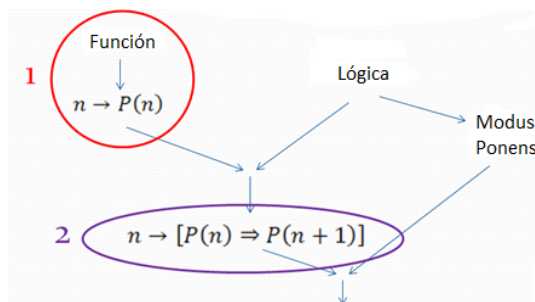 Función
1
n → P(n)
Lógica
Modus
Ponens
2 n → [P(n) ⇒ P(n + 1)]